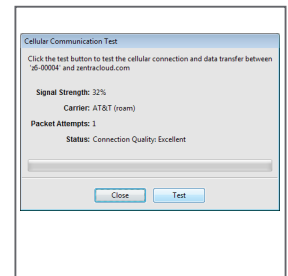 Cellular Communication Test
Click the test button to test the cellular connection and data transfer between
'z6-00004' and zentracloud.com
Signal Strength: 32%
Carrier: AT&T (roam)
Packet Attempts: 1
Status: Connection Quality: Excellent
Close Test